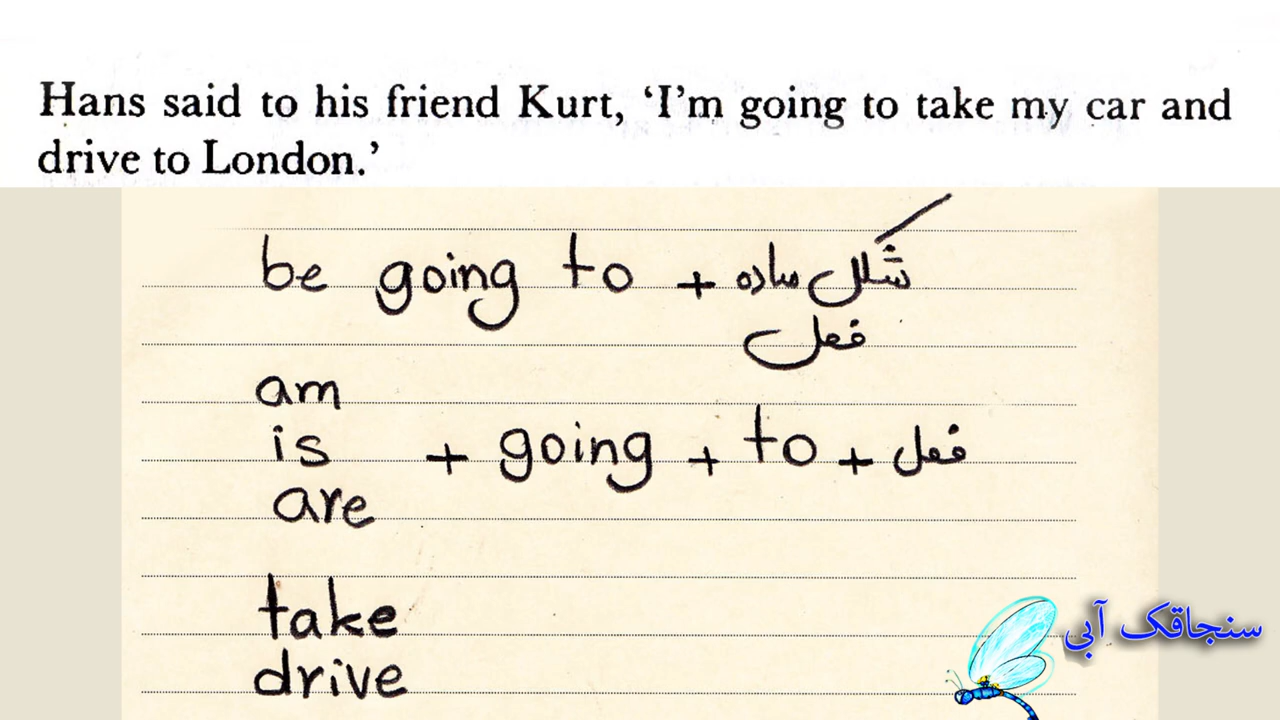 Hans said to his friend Kurt, ‘I’m going to take my car and
drive to London.’
be going to + شکل ساده
فعل
am
is + going + to + فعل
are
take
drive
سنجاقک آبی